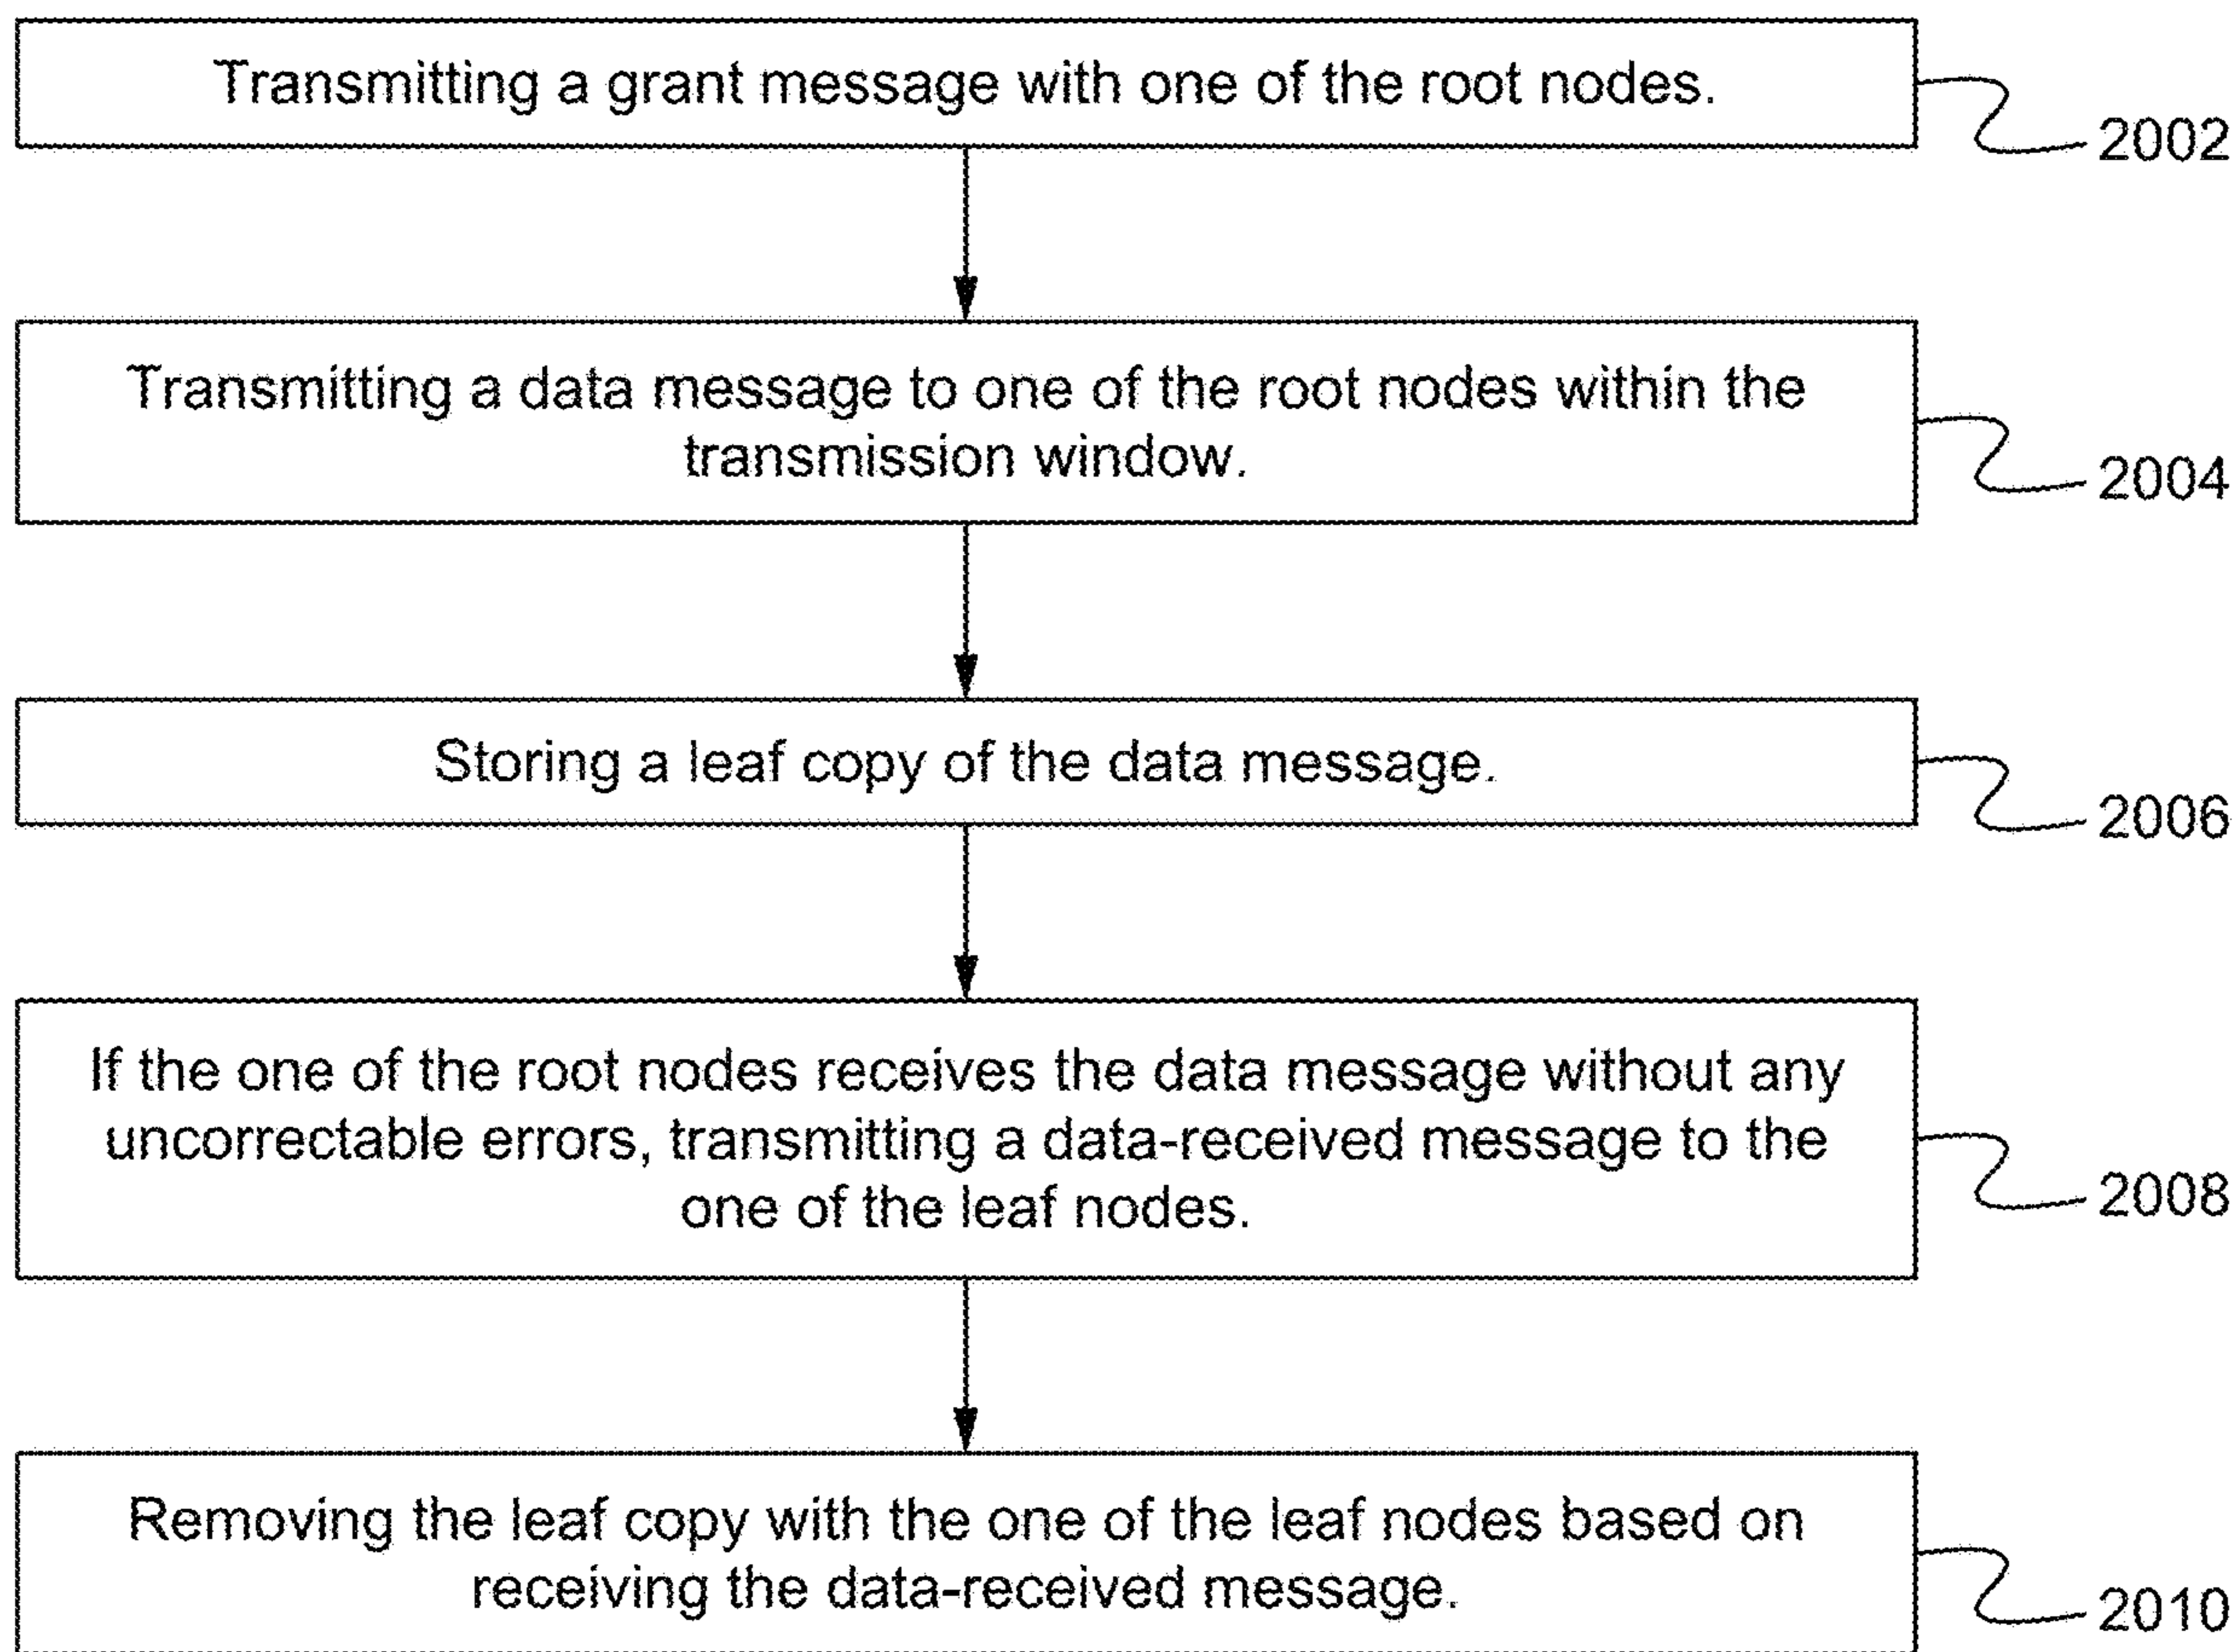 Transmitting a grant message with one of the root nodes.
2002
Transmitting a data message to one of the root nodes within the
transmission window.
2004
Storing a leaf copy of the data message.
2006
If the one of the root nodes receives the data message without any
uncorrectable errors, transmitting a data-received message to the
one of the leaf nodes.
2008
Removing the leaf copy with the one of the leaf nodes based on
receiving the data-received message.
2010